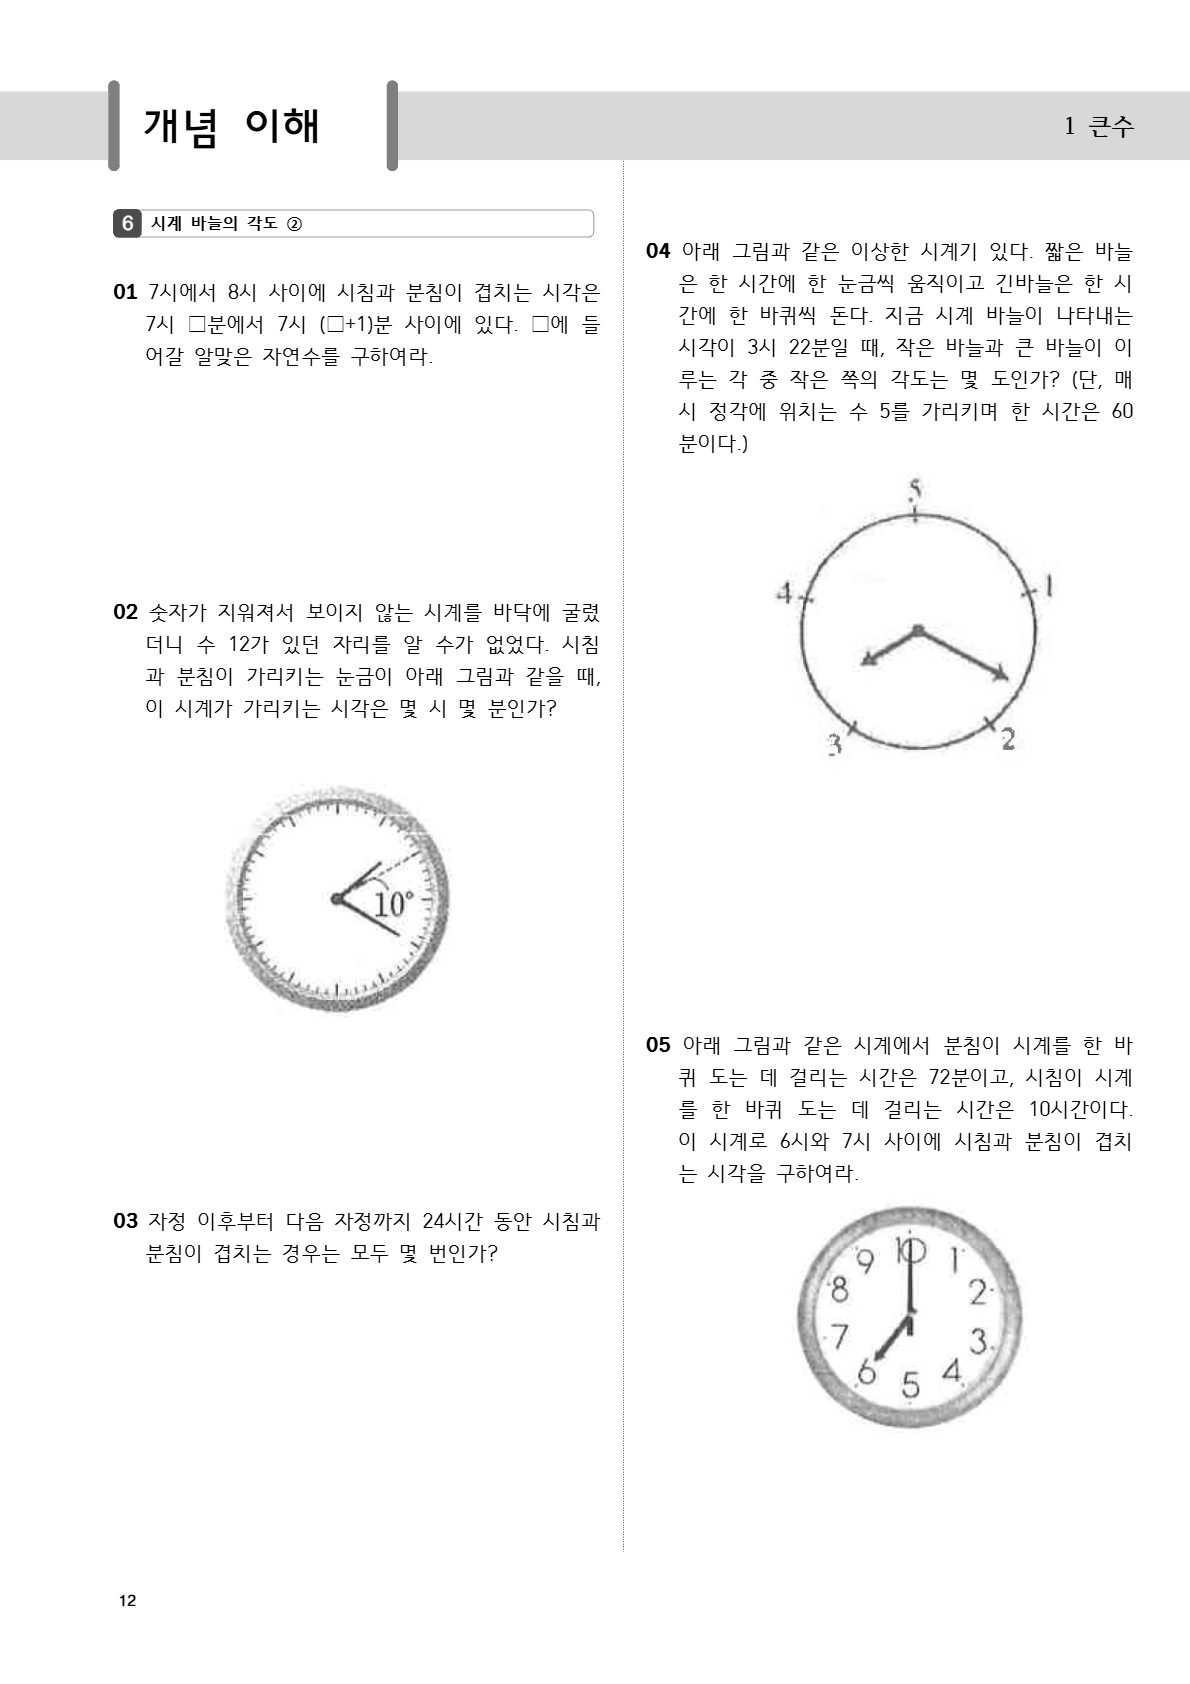 개념 이해
1 큰수
6 시계 바늘의 각도 ②
01 7시에서 8시 사이에 시침과 분침이 겹치는 시각은
7시 □분에서 7시 (□+1)분 사이에 있다. □에 들
어갈 알맞은 자연수를 구하여라.
02 숫자가 지워져서 보이지 않는 시계를 바닥에 굴렸
더니 수 12가 있던 자리를 알 수가 없었다. 시침
과 분침이 가리키는 눈금이 아래 그림과 같을 때,
이 시계가 가리키는 시각은 몇 시 몇 분인가?
10°
03 자정 이후부터 다음 자정까지 24시간 동안 시침과
분침이 겹치는 경우는 모두 몇 번인가?
04 아래 그림과 같은 이상한 시계기 있다. 짧은 바늘
은 한 시간에 한 눈금씩 움직이고 긴바늘은 한 시
간에 한 바퀴씩 돈다. 지금 시계 바늘이 나타내는
시각이 3시 22분일 때, 작은 바늘과 큰 바늘이 이
루는 각 중 작은 쪽의 각도는 몇 도인가? (단, 매
시 정각에 위치는 수 5를 가리키며 한 시간은 60
분이다.)
5
4 1
3 2
05 아래 그림과 같은 시계에서 분침이 시계를 한 바
퀴 도는 데 걸리는 시간은 72분이고, 시침이 시계
를 한 바퀴 도는 데 걸리는 시간은 10시간이다.
이 시계로 6시와 7시 사이에 시침과 분침이 겹치
는 시각을 구하여라.
9 10 1
8 2
7 3
6 5 4
12